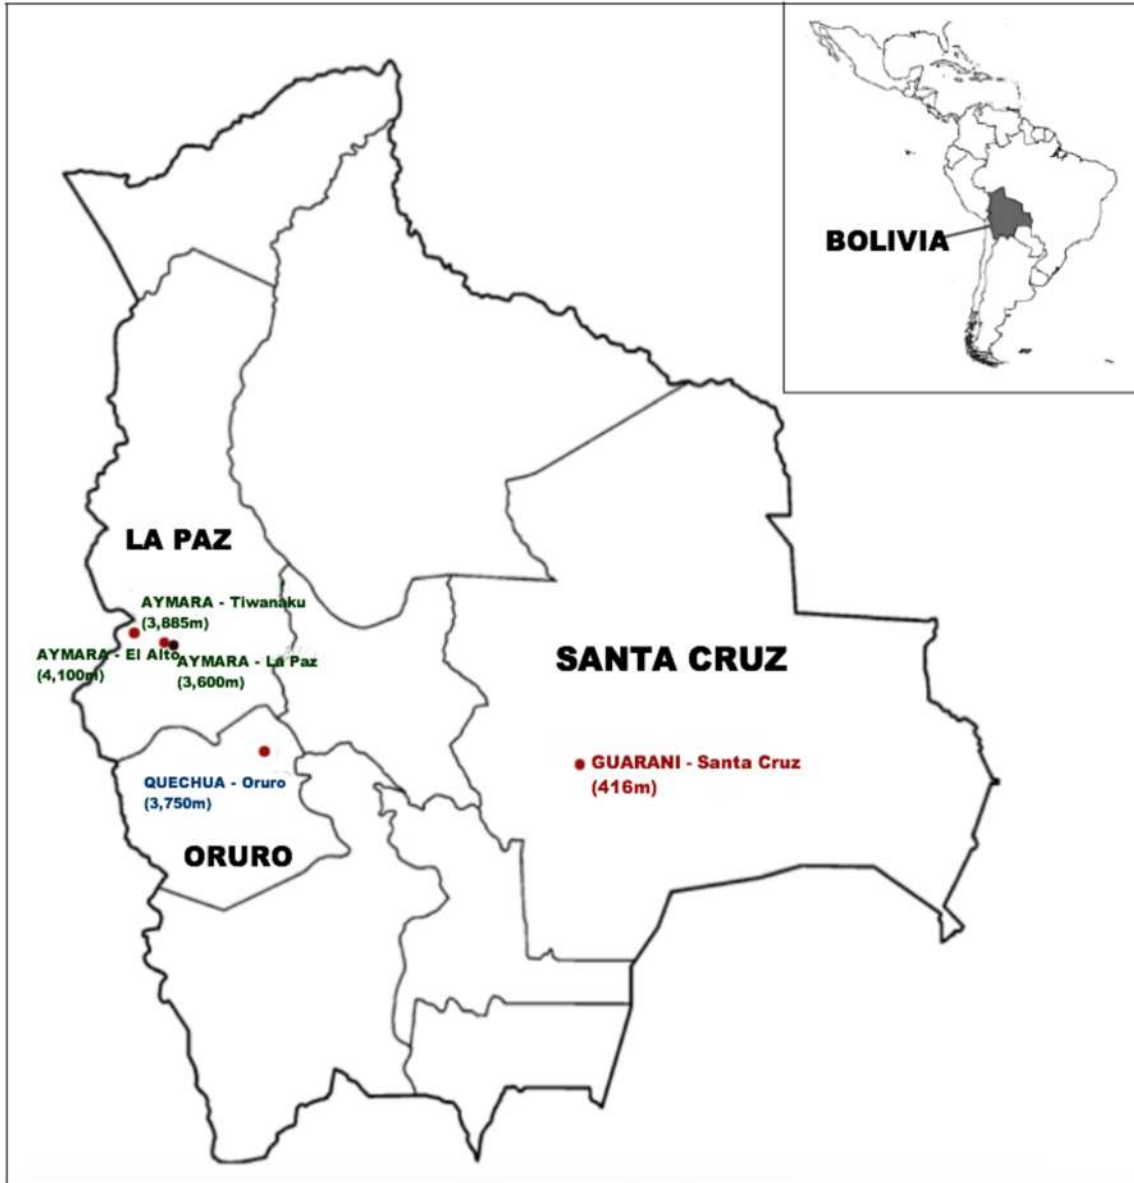 BOLIVIA
LA PAZ
AYMARA - Tiwanaku
(3,885m)
AYMARA - El Alto
(4,100m)
AYMARA - La Paz
(3,600m)
SANTA CRUZ
GUARANI - Santa Cruz
(416m)
QUECHUA - Oruro
(3,750m)
ORURO